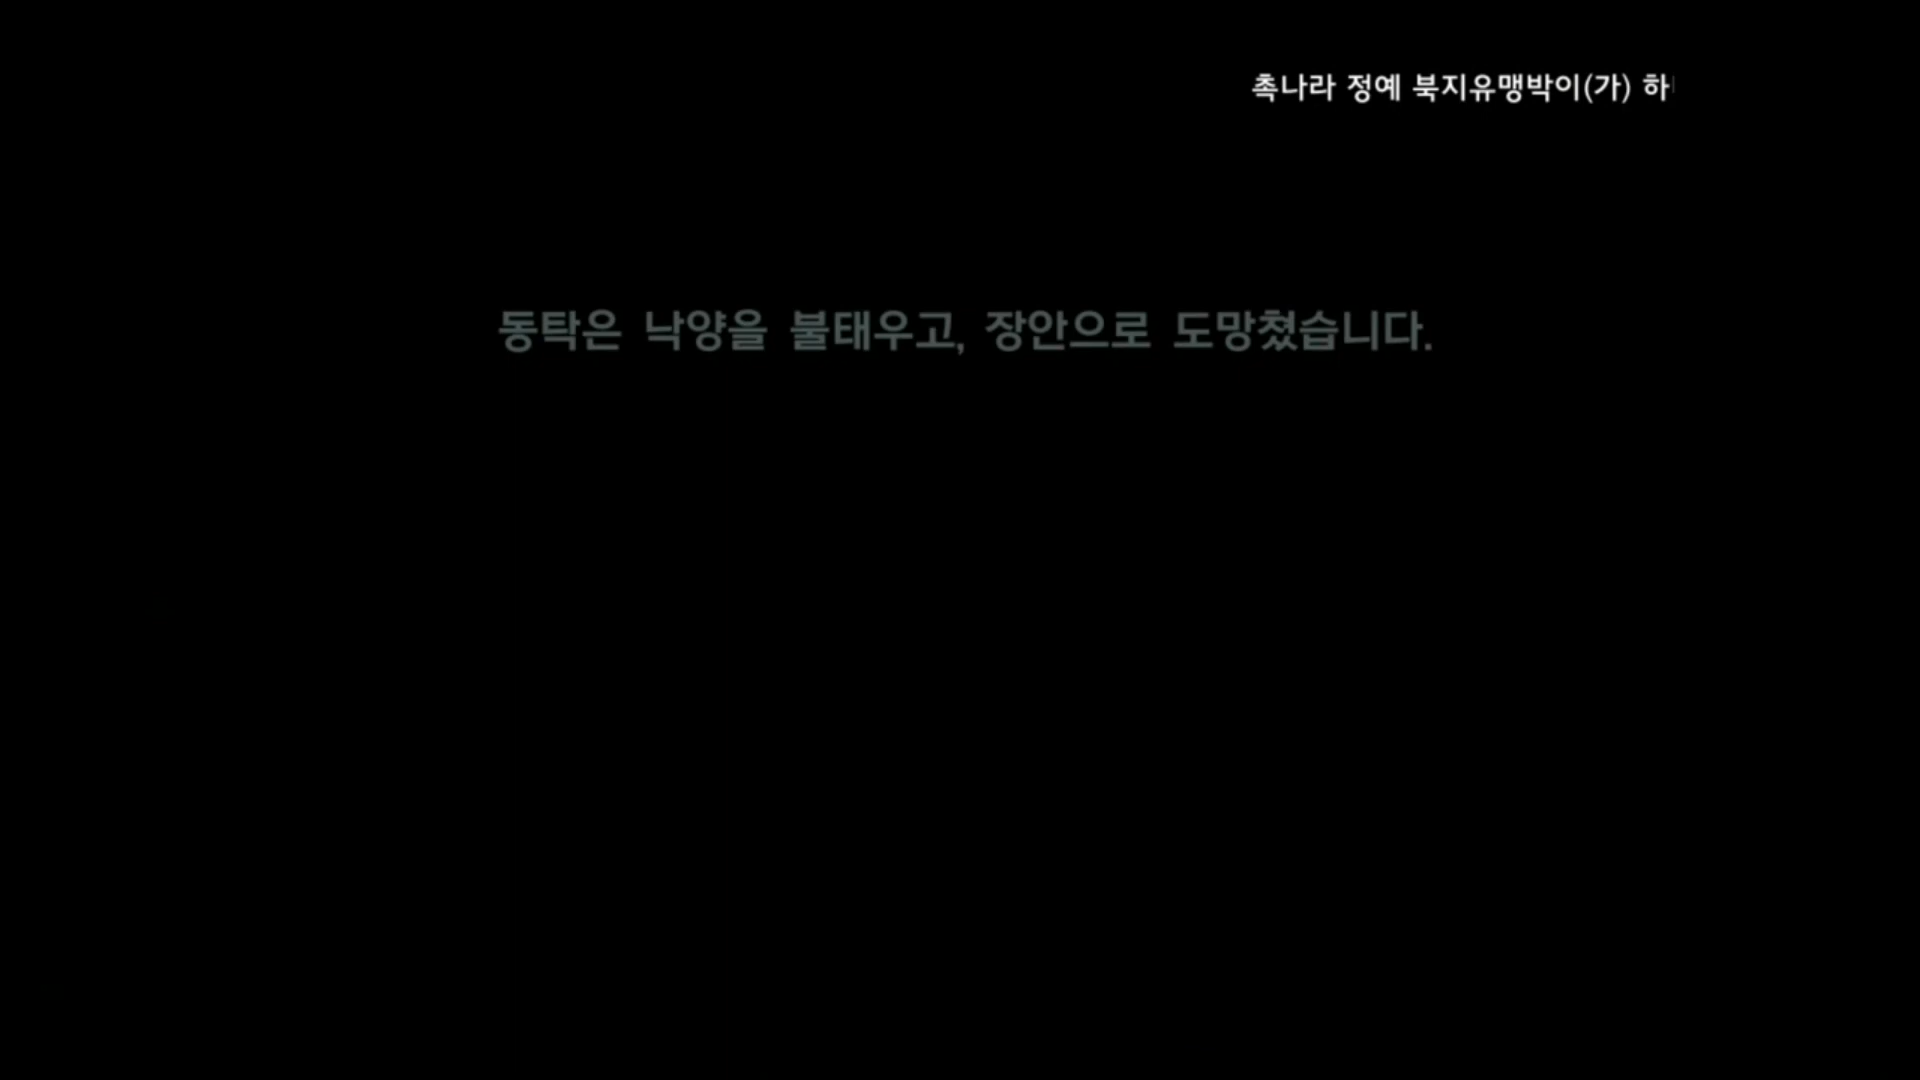 촉나라 정예 북지유맹박이(가) 하
동탁은 낙양을 불태우고, 장안으로 도망쳤습니다.